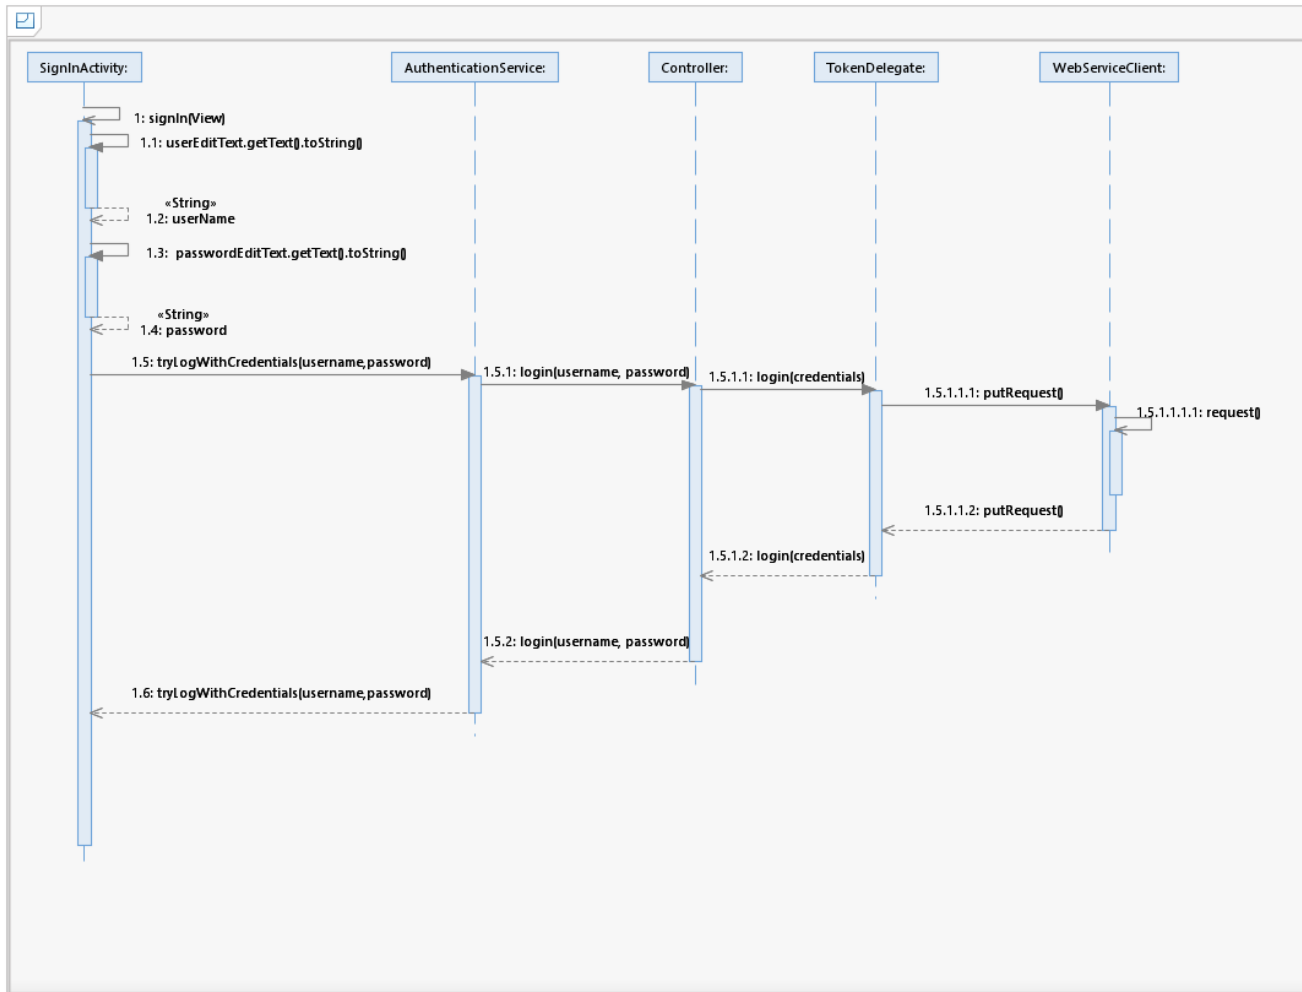 SignInActivity:
AuthenticationService:
Controller:
TokenDelegate:
WebServiceClient:
1: signIn(View)
1.1: userEditText.getText().toString()
«String»
1.2: userName
1.3: passwordEditText.getText().toString()
«String»
1.4: password
1.5: tryLogWithCredentials(username,password)
1.5.1: login(username, password)
1.5.1.1: login(credentials)
1.5.1.1.1: putRequest()
1.5.1.1.1.1: request()
1.5.1.1.2: putRequest()
1.5.1.2: login(credentials)
1.5.2: login(username, password)
1.6: tryLogWithCredentials(username,password)